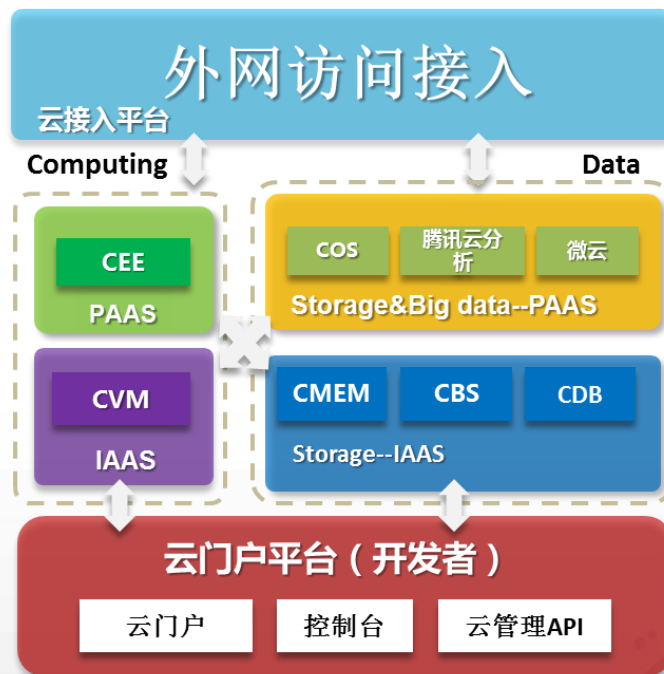 外网访问接入
云接入平台
Computing
Data
CEE
PAAS
COS
腾讯云分
析
微云
Storage&Big data--PAAS
CVM
IAAS
CMEM
CBS
CDB
Storage--IAAS
云门户平台（开发者）
云门户
控制台
云管理API